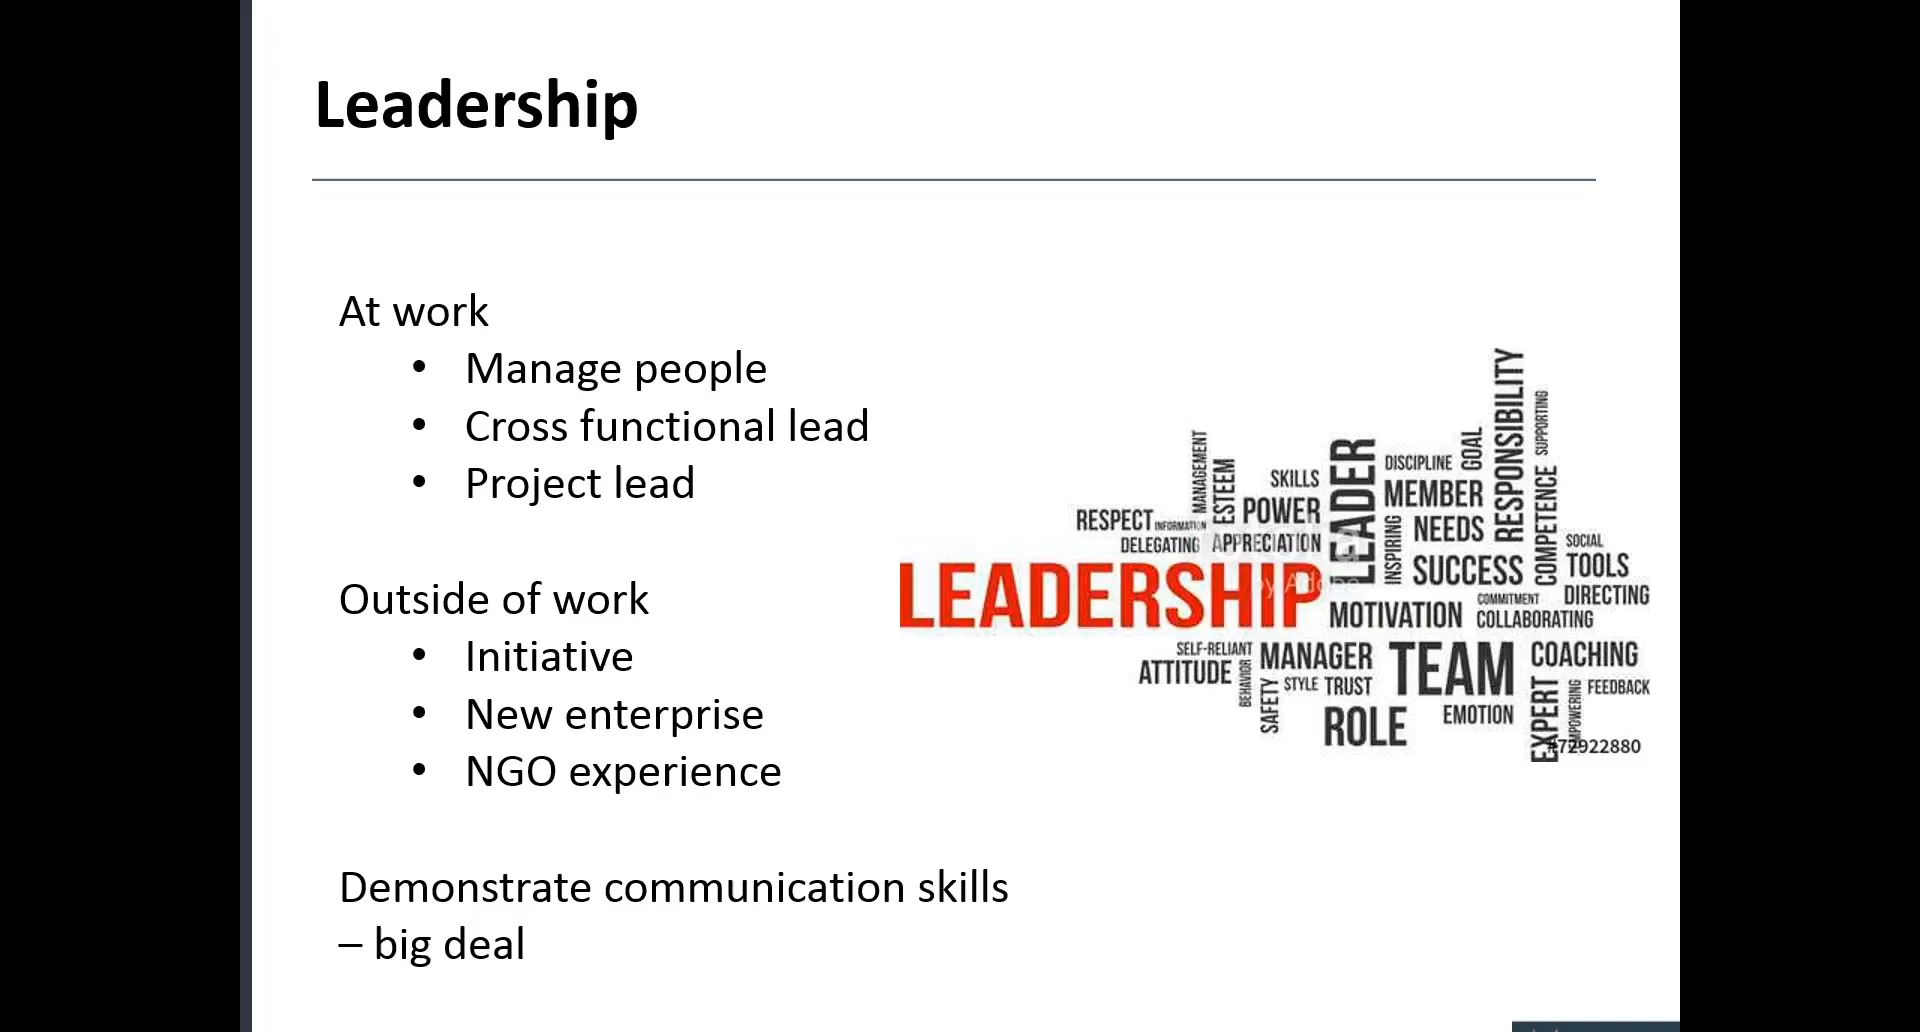 Leadership
At work
• Manage people
• Cross functional lead
• Project lead
Outside of work
• Initiative
• New enterprise
• NGO experience
Demonstrate communication skills
– big deal
MANAGEMENT
ESTEEM
SKILLS
POWER
RESPECT
INFORMATION
DELEGATING
APPRECIATION
LEADER
DISCIPLINE
GOAL
RESPONSIBILITY
SUPPORTING
MEMBER
INSPIRING
NEEDS
COMPETENCE
SUCCESS
SOCIAL
TOOLS
DIRECTING
LEADERSHIP
by Adobe
MOTIVATION
COMMITMENT
COLLABORATING
SELF-RELIANT
ATTITUDE
BEHAVIOR
MANAGER
SAFETY
STYLE
TRUST
TEAM
COACHING
ROLE
EMOTION
EXPERT
EMPOWERING
FEEDBACK
#72922880